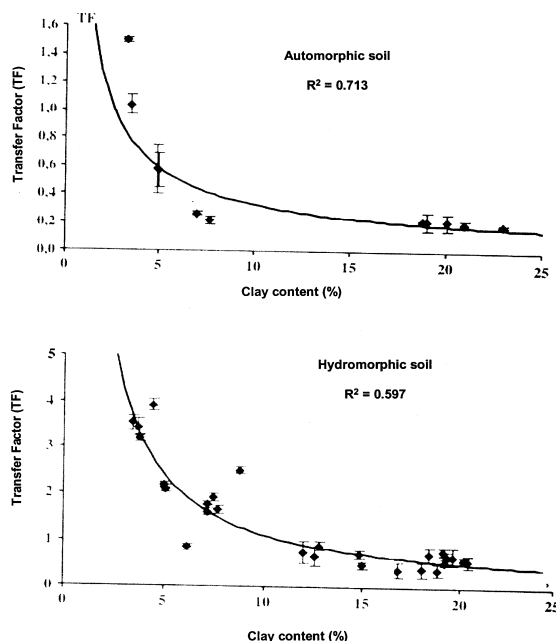 TF
1,6
1,4
1,2
1,0
0,8
0,6
0,4
0,2
0,0
Transfer Factor (TF)
Automorphic soil
R² = 0.713
0 5 10 15 20 25
Clay content (%)
5
4
3
2
1
0
Transfer Factor (TF)
Hydromorphic soil
R² = 0.597
0 5 10 15 20 25
Clay content (%)